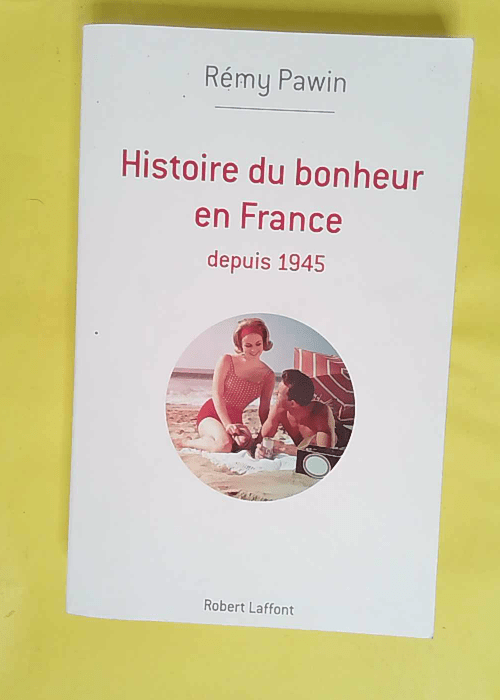 Rémy Pawin
Histoire du bonheur
en France
depuis 1945
Robert Laffont